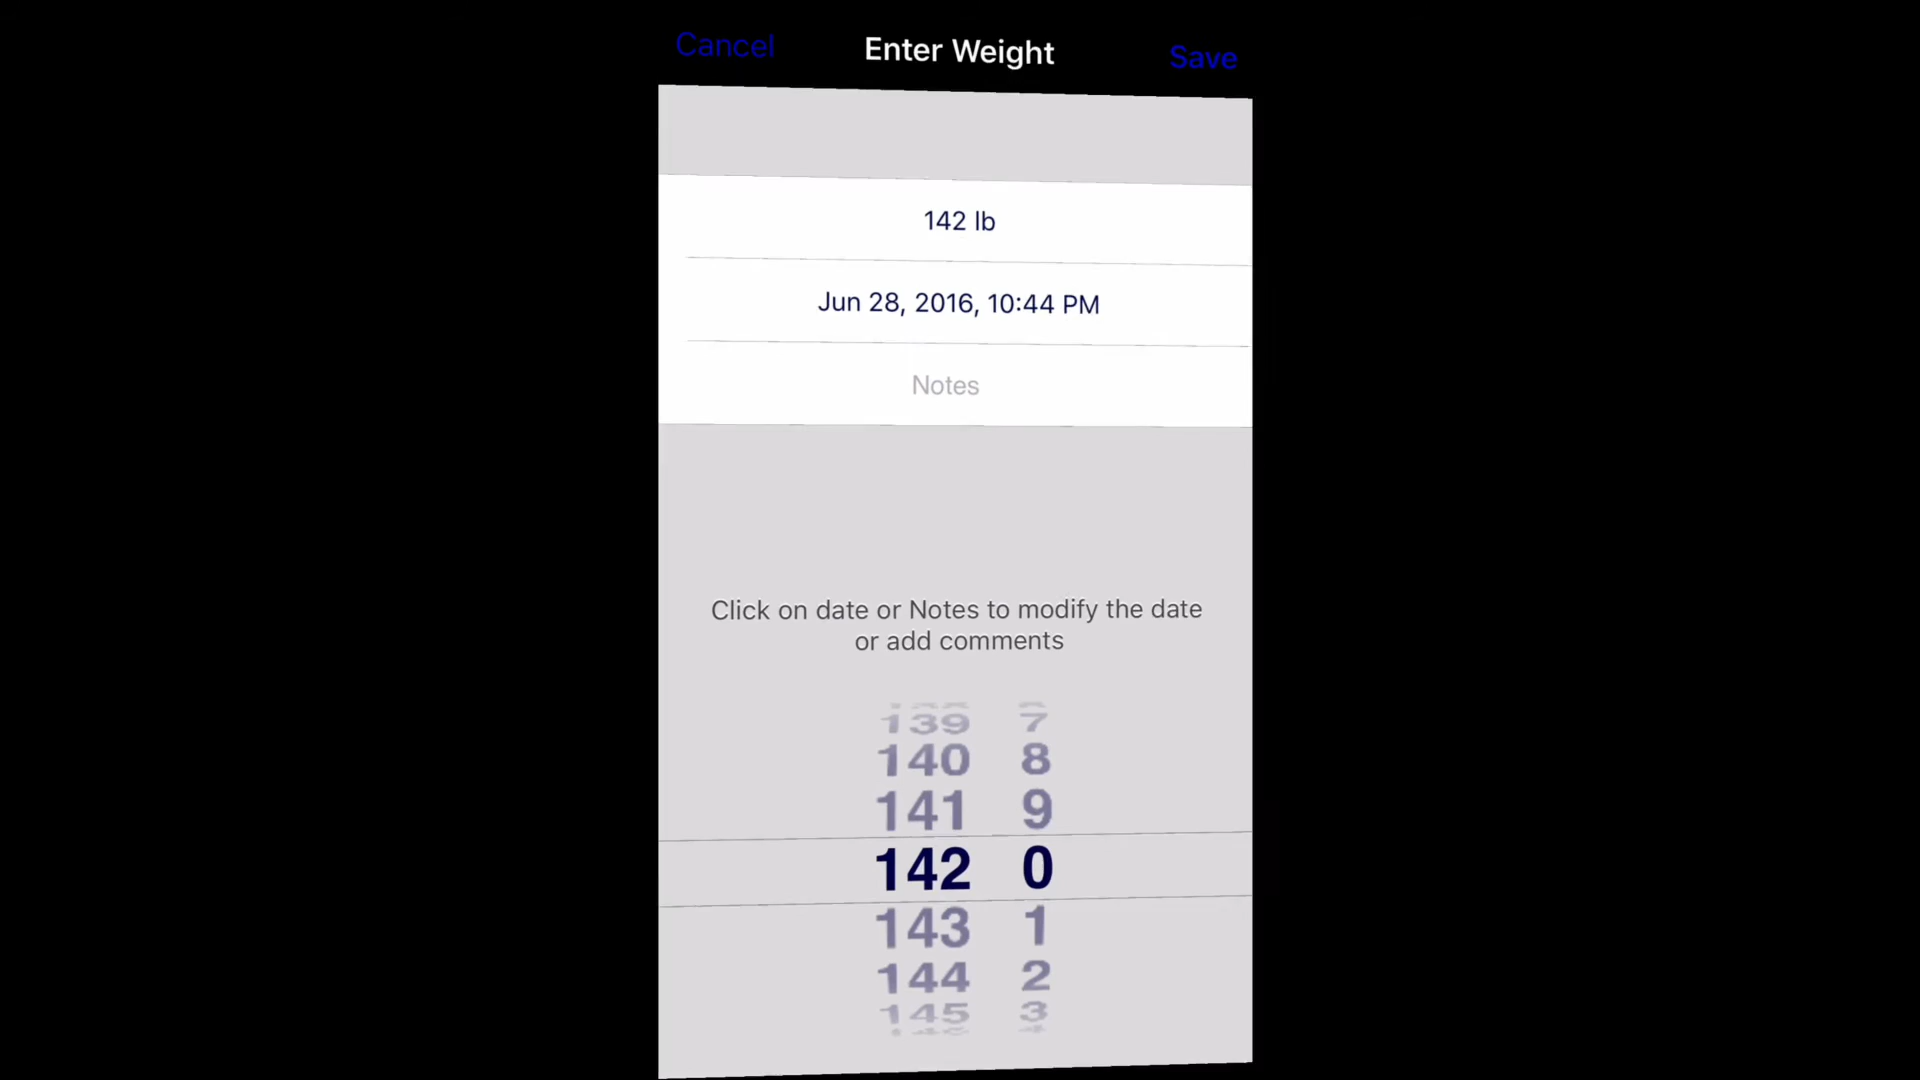 Cancel Enter Weight Save
142 lb
Jun 28, 2016, 10:44 PM
Notes
Click on date or Notes to modify the date
or add comments
139 7
140 8
141 9
142 0
143 1
144 2
145 3